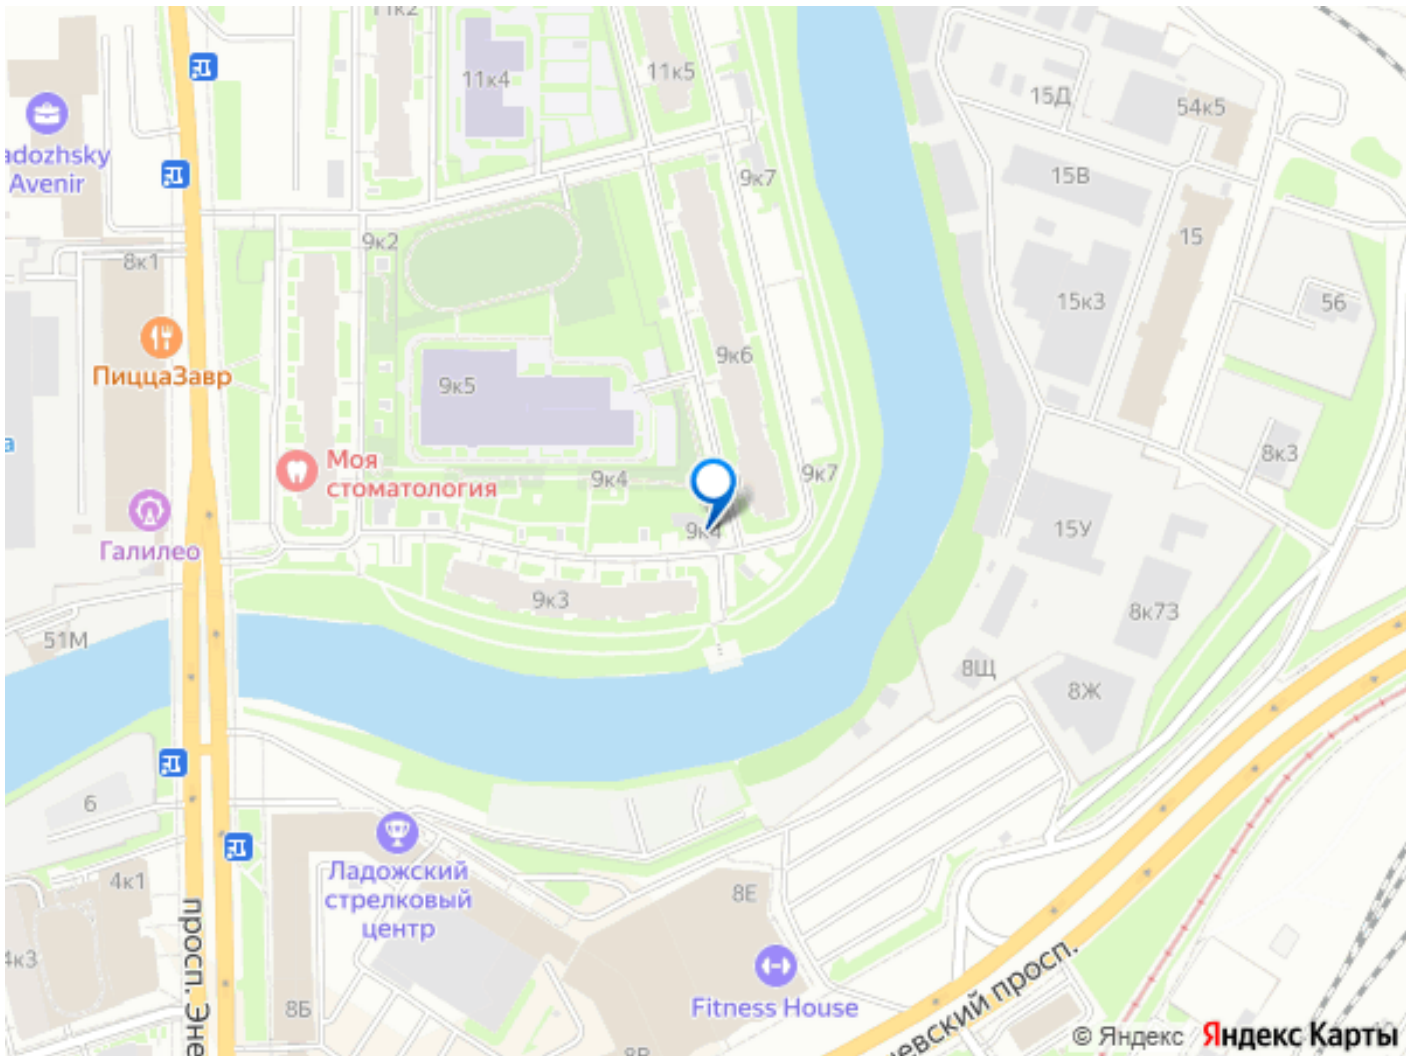 11к2
11к4
11к5
15Д
54к5
adozhsky
Avenir
15В
9к7
9к2
15
8к1
15к3
56
ПиццаЗавр
9к6
9к5
8к3
Моя
стоматология
9к4
9к7
9к4
15У
Галилео
9к3
8к7З
51М
8Щ
8Ж
6
Ладожский
стрелковый
центр
4к1
8Е
4к3
просп. Эне
Fitness House
евский просп.
8Б
© Яндекс
Яндекс Карты